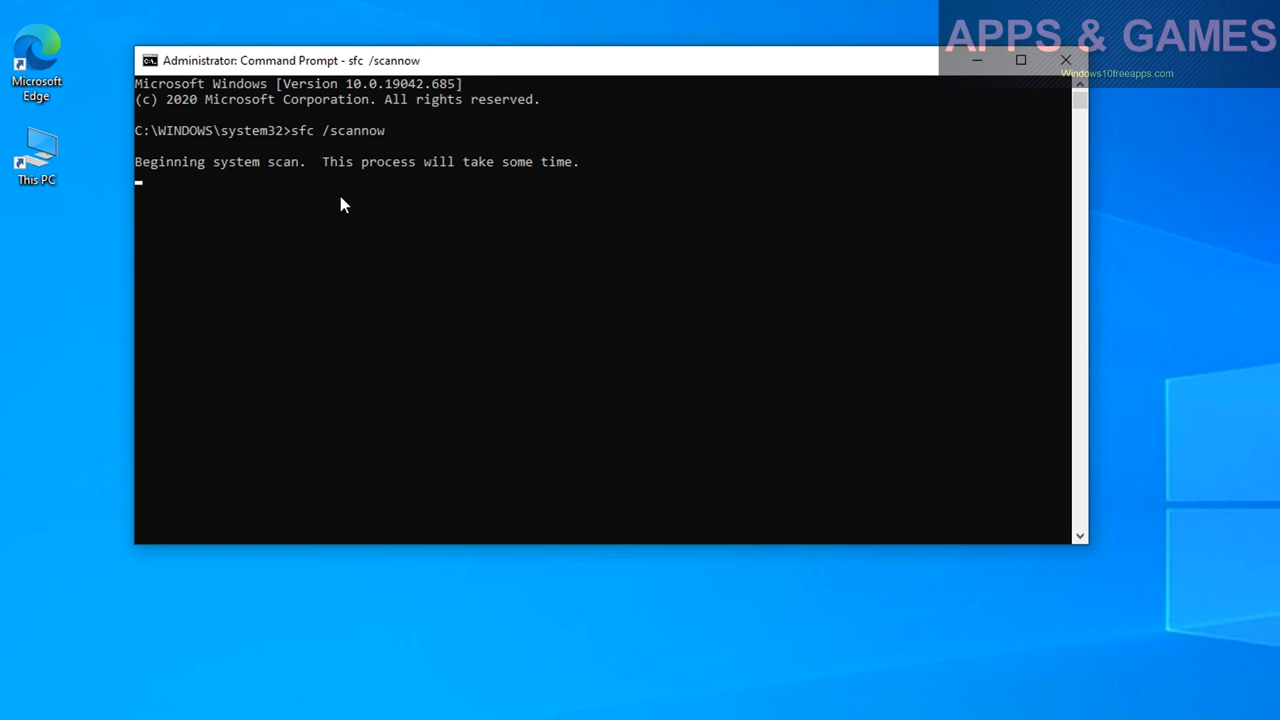 APPS & GAMES
Windows10freeapps.com
Microsoft
Edge
This PC
Administrator: Command Prompt - sfc  /scannow
Microsoft Windows [Version 10.0.19042.685]
(c) 2020 Microsoft Corporation. All rights reserved.
C:\WINDOWS\system32>sfc /scannow
Beginning system scan.  This process will take some time.